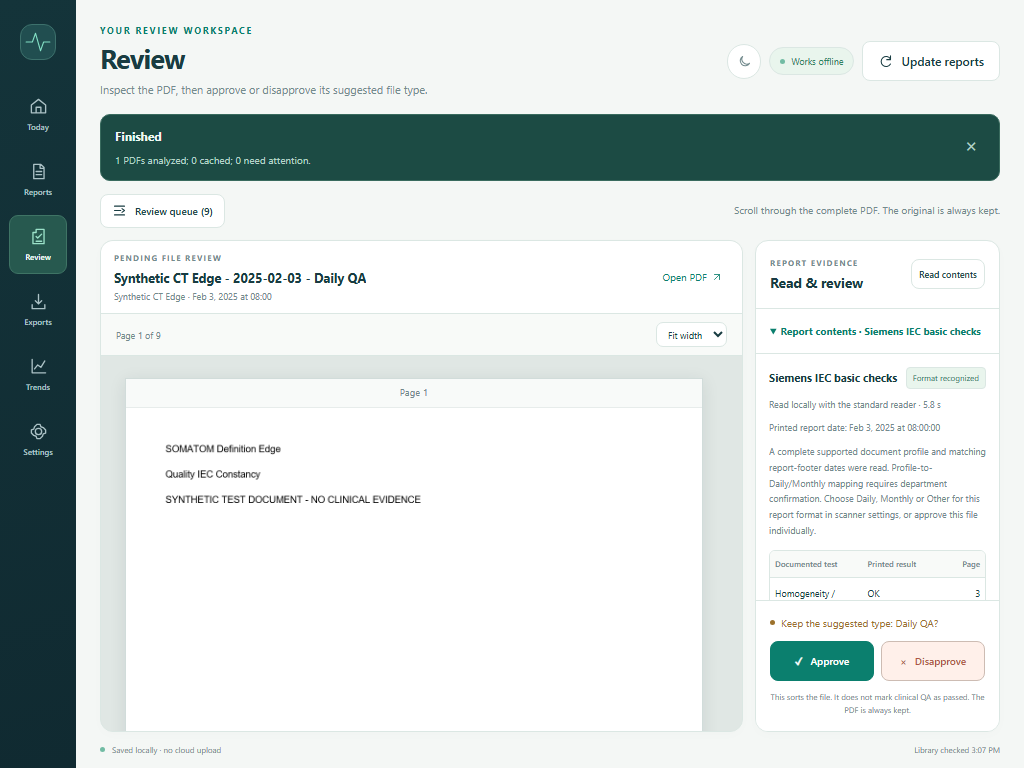 YOUR REVIEW WORKSPACE
Review
Inspect the PDF, then approve or disapprove its suggested file type.
Works offline
Update reports
Today
Reports
Review
Exports
Trends
Settings
Finished
1 PDFs analyzed; 0 cached; 0 need attention.
Review queue (9)
Scroll through the complete PDF. The original is always kept.
PENDING FILE REVIEW
Synthetic CT Edge - 2025-02-03 - Daily QA
Synthetic CT Edge · Feb 3, 2025 at 08:00
Open PDF
Page 1 of 9
Fit width
Page 1
SOMATOM Definition Edge
Quality IEC Constancy
SYNTHETIC TEST DOCUMENT - NO CLINICAL EVIDENCE
REPORT EVIDENCE
Read & review
Read contents
Report contents · Siemens IEC basic checks
Siemens IEC basic checks
Format recognized
Read locally with the standard reader · 5.8 s
Printed report date: Feb 3, 2025 at 08:00:00
A complete supported document profile and matching
report-footer dates were read. Profile-to-
Daily/Monthly mapping requires department
confirmation. Choose Daily, Monthly or Other for this
report format in scanner settings, or approve this file
individually.
Documented test Printed result Page
Homogeneity / OK 3
Keep the suggested type: Daily QA?
Approve
Disapprove
This sorts the file. It does not mark clinical QA as passed. The
PDF is always kept.
Saved locally · no cloud upload
Library checked 3:07 PM